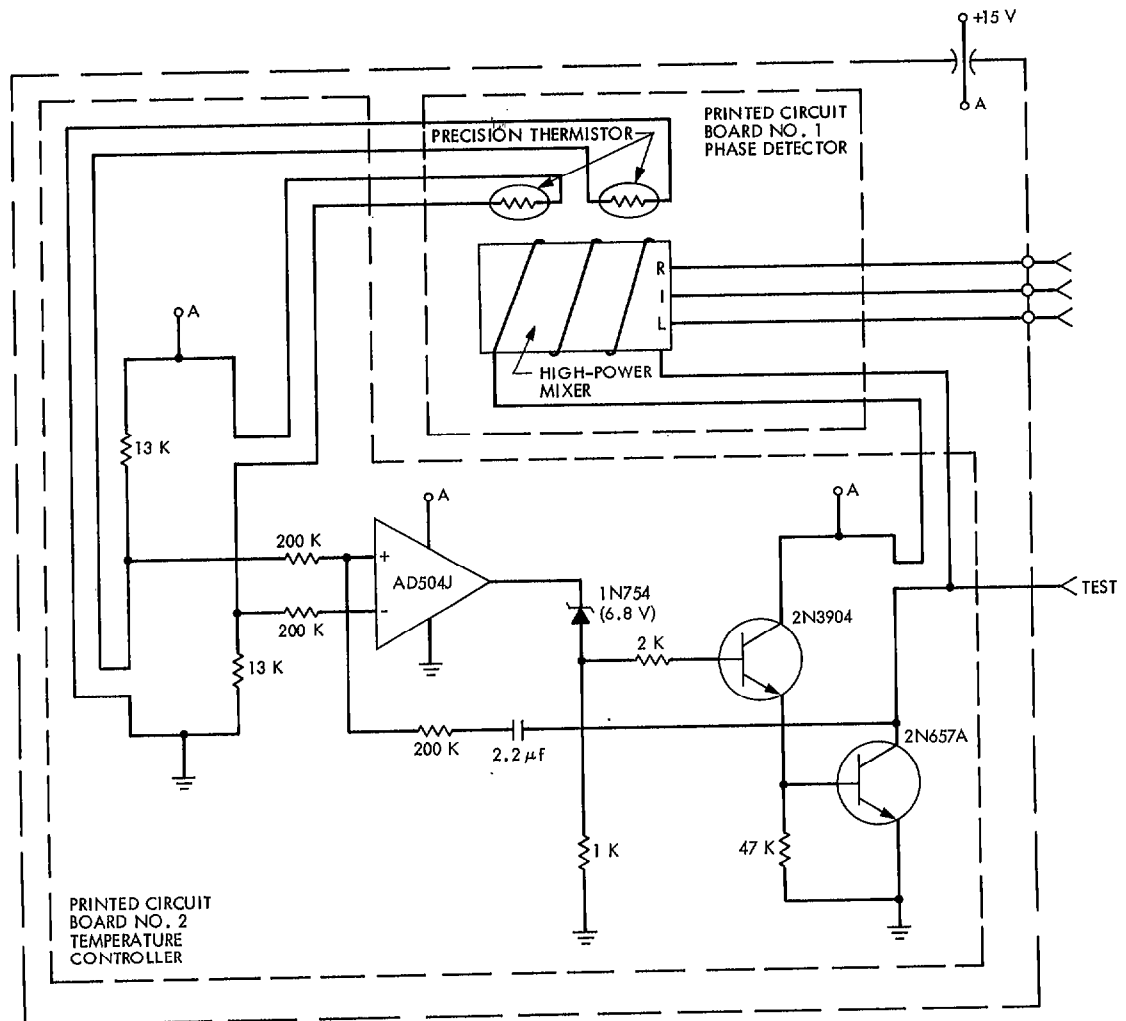 +15 V
A
PRINTED CIRCUIT
BOARD NO. 1
PHASE DETECTOR
PRECISION THERMISTOR
R
I
L
HIGH-POWER
MIXER
A
13 K
A
A
200 K
+
AD504J
-
200 K
1N754
(6.8 V)
2N3904
TEST
2 K
13 K
200 K
2.2 µF
2N657A
1 K
47 K
PRINTED CIRCUIT
BOARD NO. 2
TEMPERATURE
CONTROLLER